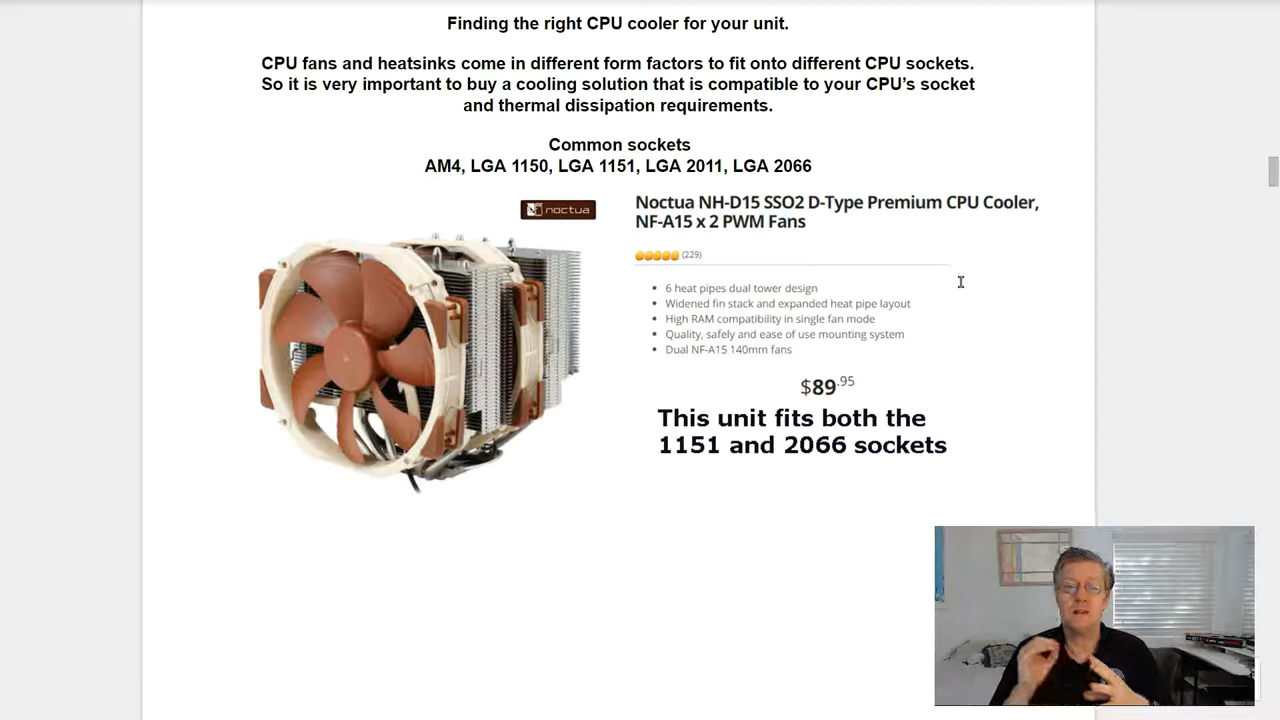 Finding the right CPU cooler for your unit.
CPU fans and heatsinks come in different form factors to fit onto different CPU sockets.
So it is very important to buy a cooling solution that is compatible to your CPU’s socket
and thermal dissipation requirements.
Common sockets
AM4, LGA 1150, LGA 1151, LGA 2011, LGA 2066
noctua
Noctua NH-D15 SSO2 D-Type Premium CPU Cooler,
NF-A15 x 2 PWM Fans
(229)
6 heat pipes dual tower design
Widened fin stack and expanded heat pipe layout
High RAM compatibility in single fan mode
Quality, safely and ease of use mounting system
Dual NF-A15 140mm fans
$89.95
This unit fits both the
1151 and 2066 sockets